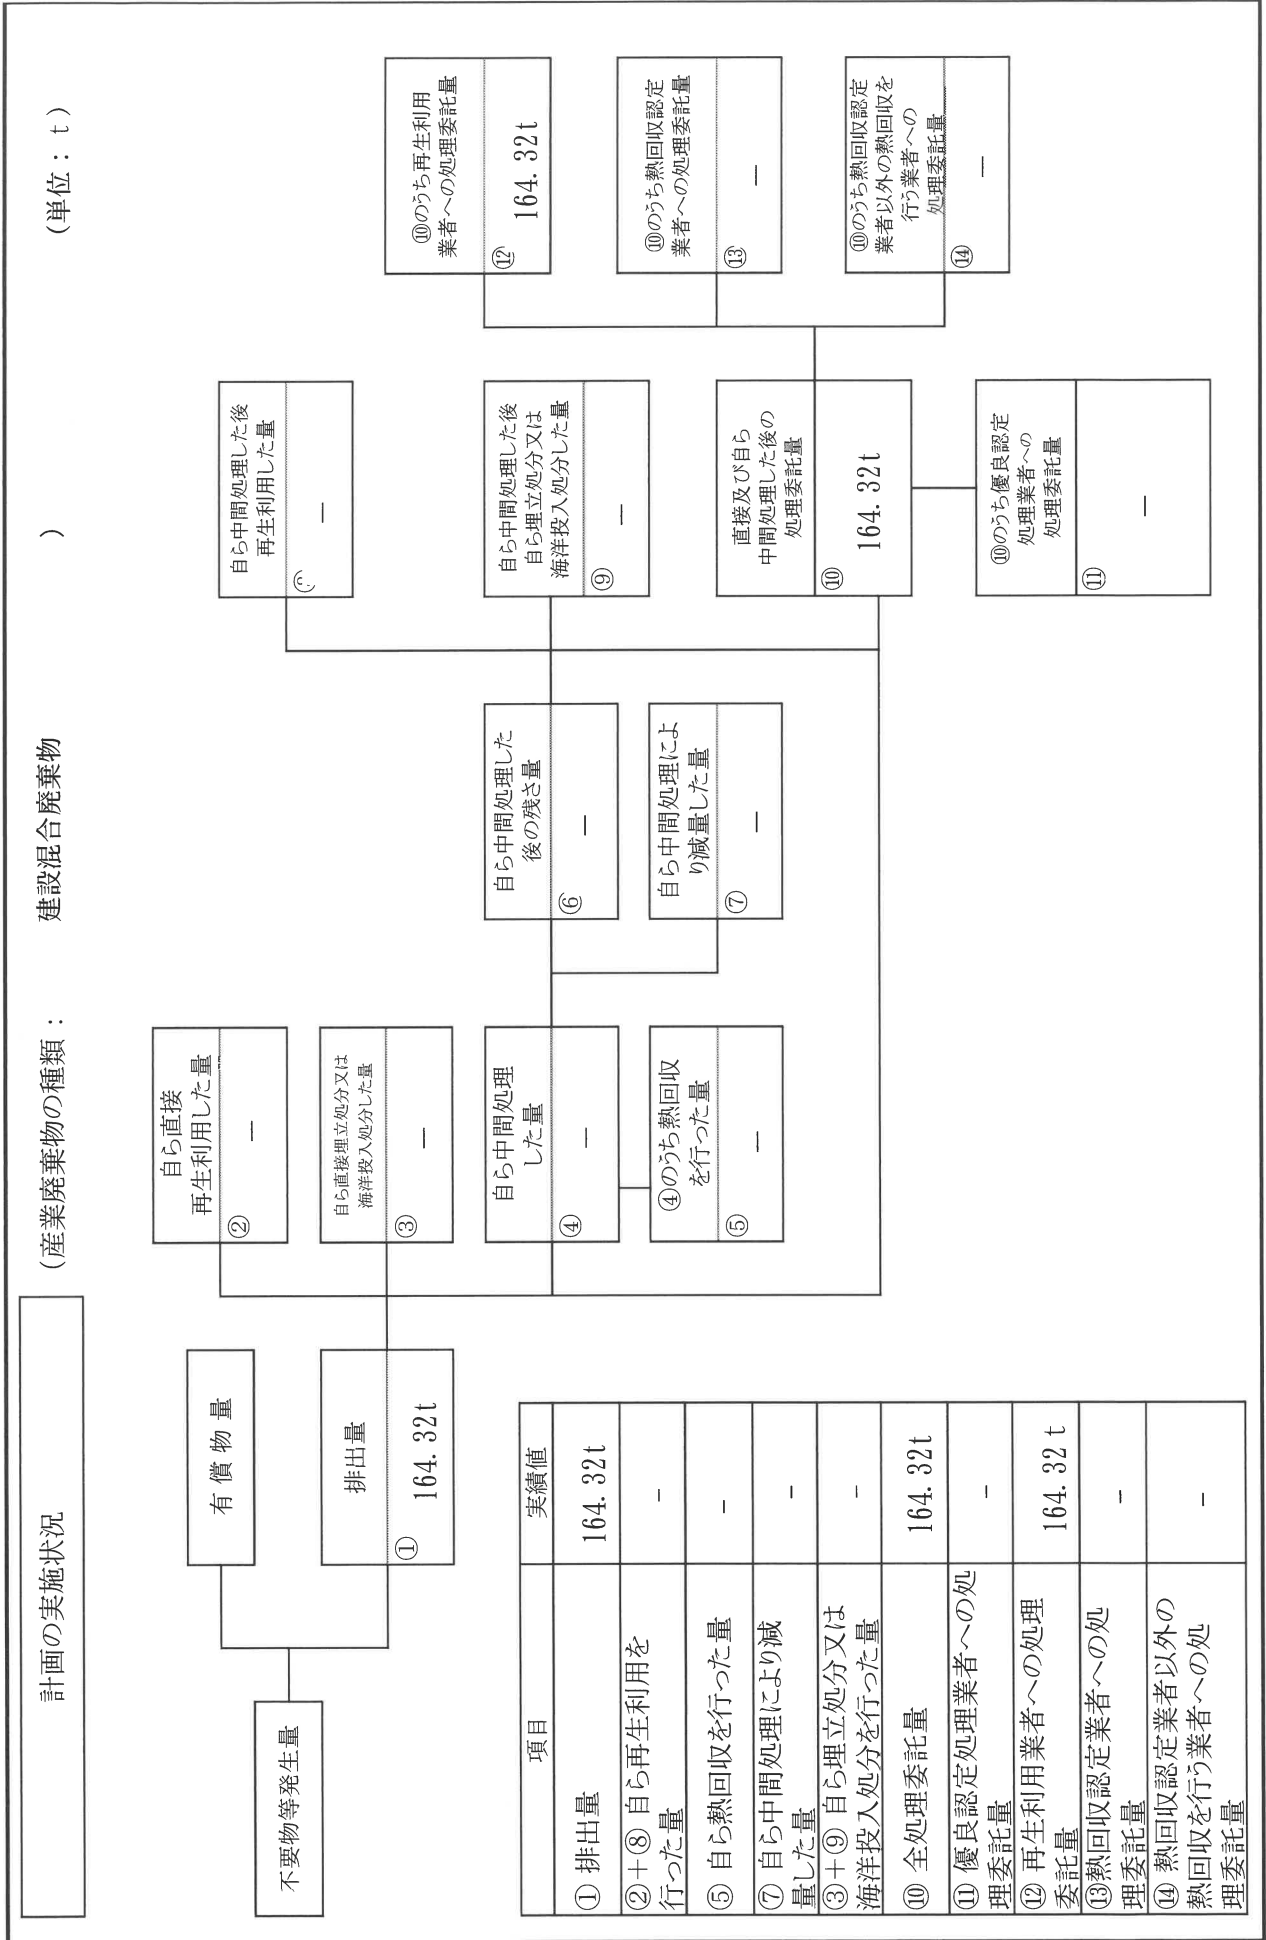 計画の実施状況
(産業廃棄物の種類： 建設混合廃棄物 )
(単位：ｔ)
不要物等発生量
有償物量
排出量
①
164.32t
自ら直接
再生利用した量
②
－
自ら直接埋立処分又は
海洋投入処分した量
③
－
自ら中間処理
した量
④
－
④のうち熱回収
を行った量
⑤
－
自ら中間処理した
後の残さ量
⑥
－
自ら中間処理によ
り減量した量
⑦
－
自ら中間処理した後
再生利用した量
－
自ら中間処理した後
自ら埋立処分又は
海洋投入処分した量
⑨
－
直接及び自ら
中間処理した後の
処理委託量
⑩
164.32t
⑩のうち優良認定
処理業者への
処理委託量
⑪
－
⑩のうち再生利用
業者への処理委託量
⑫
164.32t
⑩のうち熱回収認定
業者への処理委託量
⑬
－
⑩のうち熱回収認定
業者以外の熱回収を
行う業者への
処理委託量
⑭
－
項目 実績値
① 排出量 164.32t
②＋⑧ 自ら再生利用を
行った量 －
⑤ 自ら熱回収を行った量 －
⑦ 自ら中間処理により減
量した量 －
③＋⑨ 自ら埋立処分又は
海洋投入処分を行った量 －
⑩ 全処理委託量 164.32t
⑪ 優良認定処理業者への処
理委託量 －
⑫ 再生利用業者への処理
委託量 164.32 t
⑬熱回収認定業者への処
理委託量 －
⑭ 熱回収認定業者以外の
熱回収を行う業者への処
理委託量 －